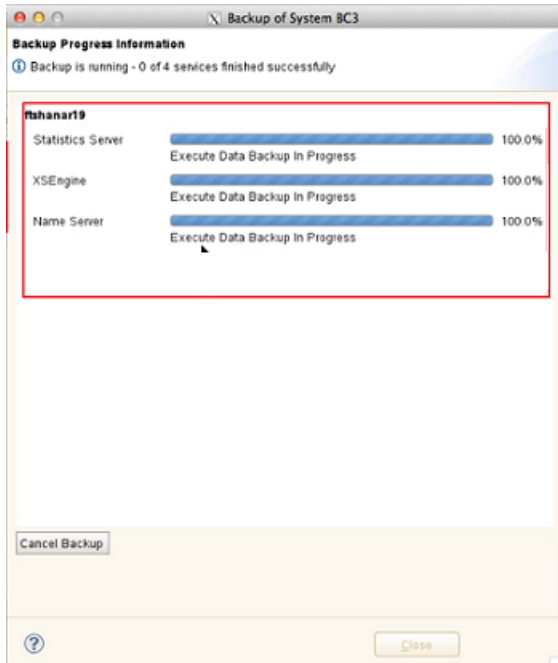 Backup of System BC3
Backup Progress Information
Backup is running - 0 of 4 services finished successfully
ftshanar19
Statistics Server 100.0%
Execute Data Backup In Progress
XSEngine 100.0%
Execute Data Backup In Progress
Name Server 100.0%
Execute Data Backup In Progress
Cancel Backup
Close